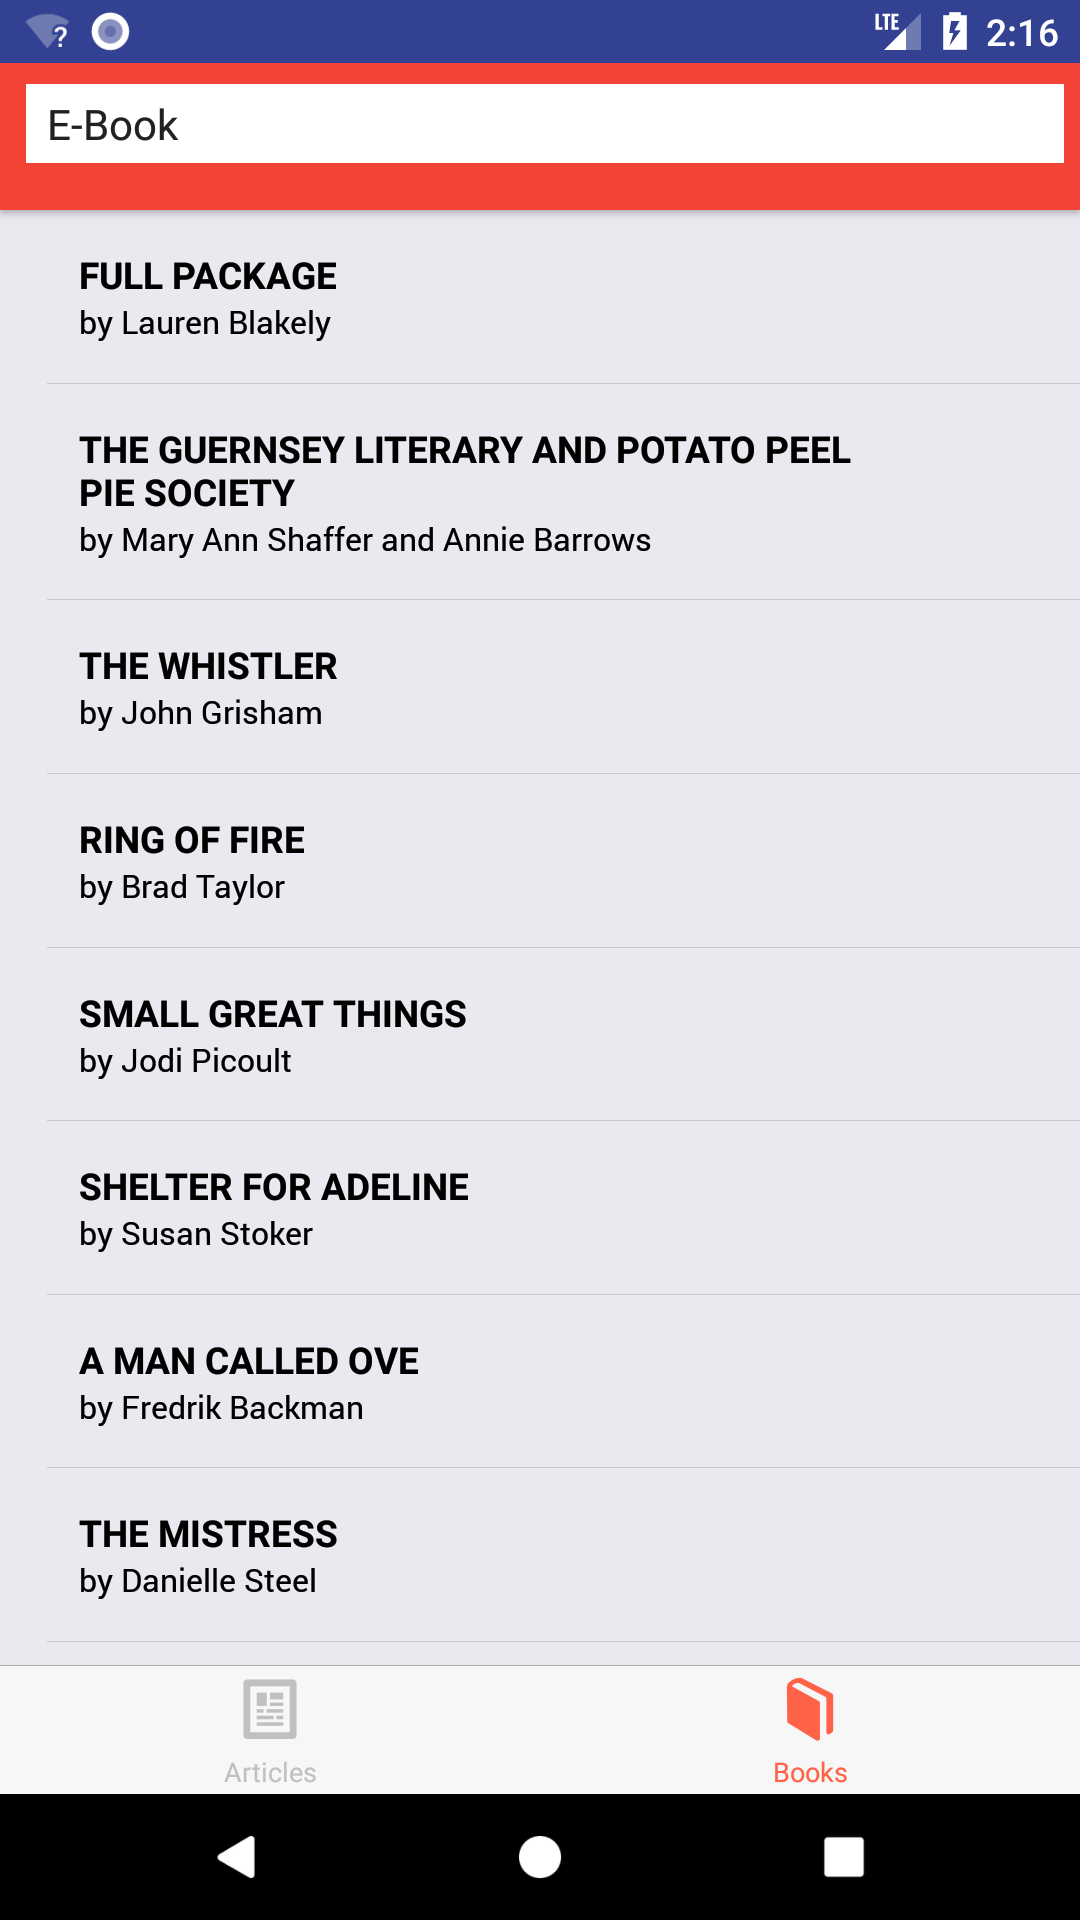 ?
LTE
2:16
E-Book
FULL PACKAGE
by Lauren Blakely
THE GUERNSEY LITERARY AND POTATO PEEL
PIE SOCIETY
by Mary Ann Shaffer and Annie Barrows
THE WHISTLER
by John Grisham
RING OF FIRE
by Brad Taylor
SMALL GREAT THINGS
by Jodi Picoult
SHELTER FOR ADELINE
by Susan Stoker
A MAN CALLED OVE
by Fredrik Backman
THE MISTRESS
by Danielle Steel
Articles
Books